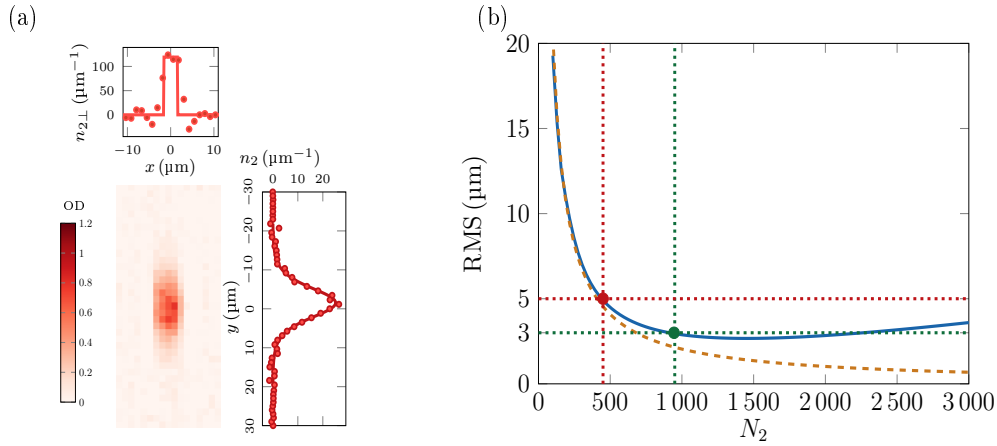 (a)
n2⊥ (µm−1)
100
50
0
−10 0 10
x (µm)
n2 (µm−1)
0 10 20
OD
1.2
1
0.8
0.6
0.4
0.2
0
y (µm)
−30
−20
−10
0
10
20
30
(b)
RMS (µm)
20
15
10
5
3
0
0 500 1 000 1 500 2 000 2 500 3 000
N2